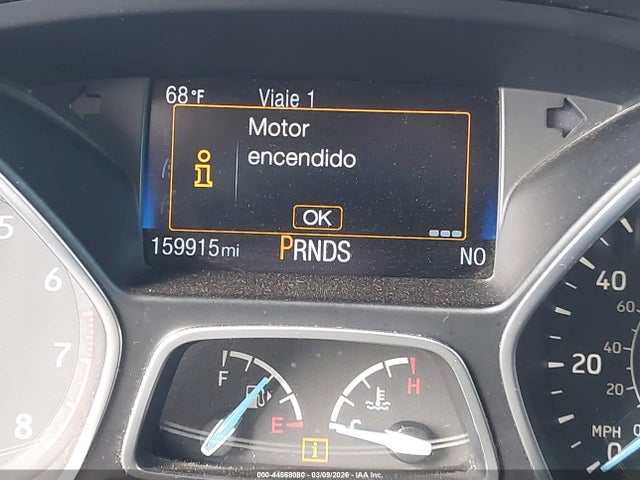 68°F Viaje 1
Motor
encendido
i
OK
159915mi PRNDS NO
5
6
7
8
F
E
H
C
i
40
20
60
40
20
MPH 0
0
000-44568080 | 03/09/2026 - IAA Inc.